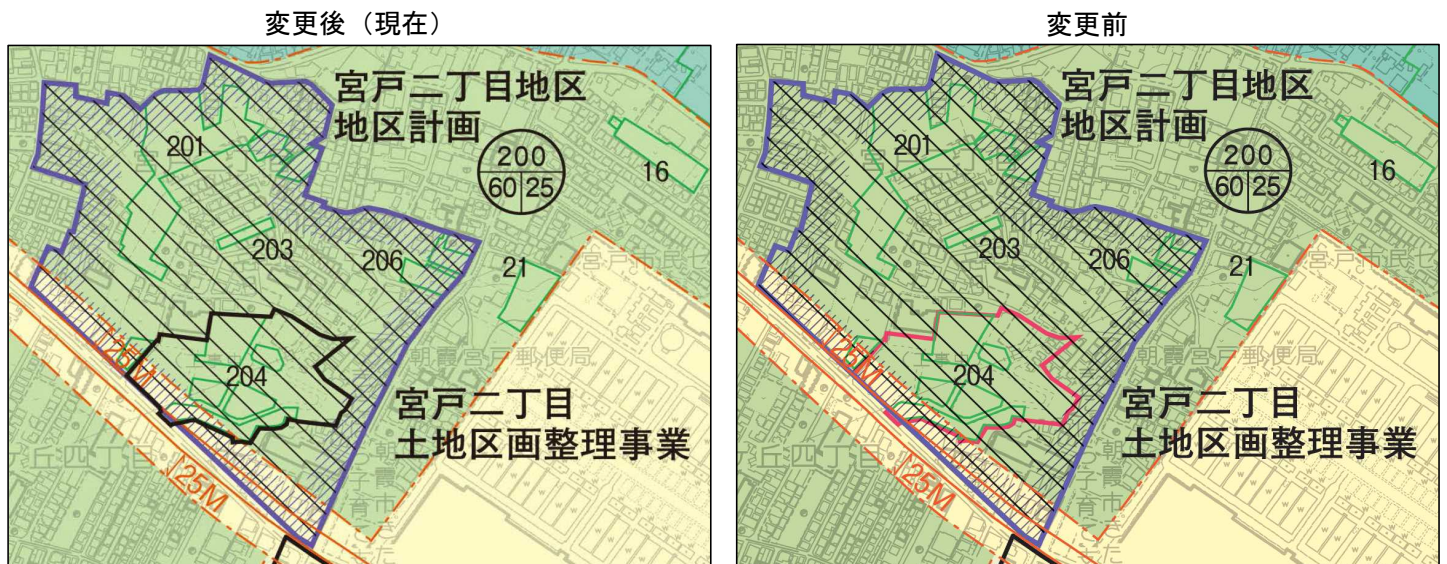 変更後（現在）
宮戸二丁目地区
地区計画
201
200
60 25
16
203
206
21
25M
204
宮戸二丁目
土地区画整理事業
25M
変更前
宮戸二丁目地区
地区計画
201
200
60 25
16
203
206
21
朝霞宮戸郵便局
25M
204
宮戸二丁目
土地区画整理事業
25M